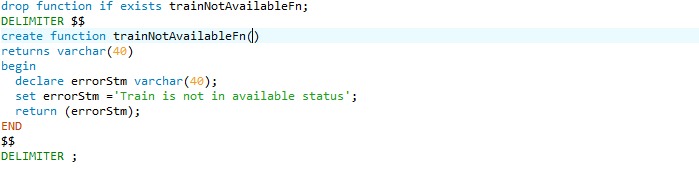 drop function if exists trainNotAvailableFn;
DELIMITER $$
create function trainNotAvailableFn()
returns varchar(40)
begin
  declare errorStm varchar(40);
  set errorStm ='Train is not in available status';
  return (errorStm);
END
$$
DELIMITER ;